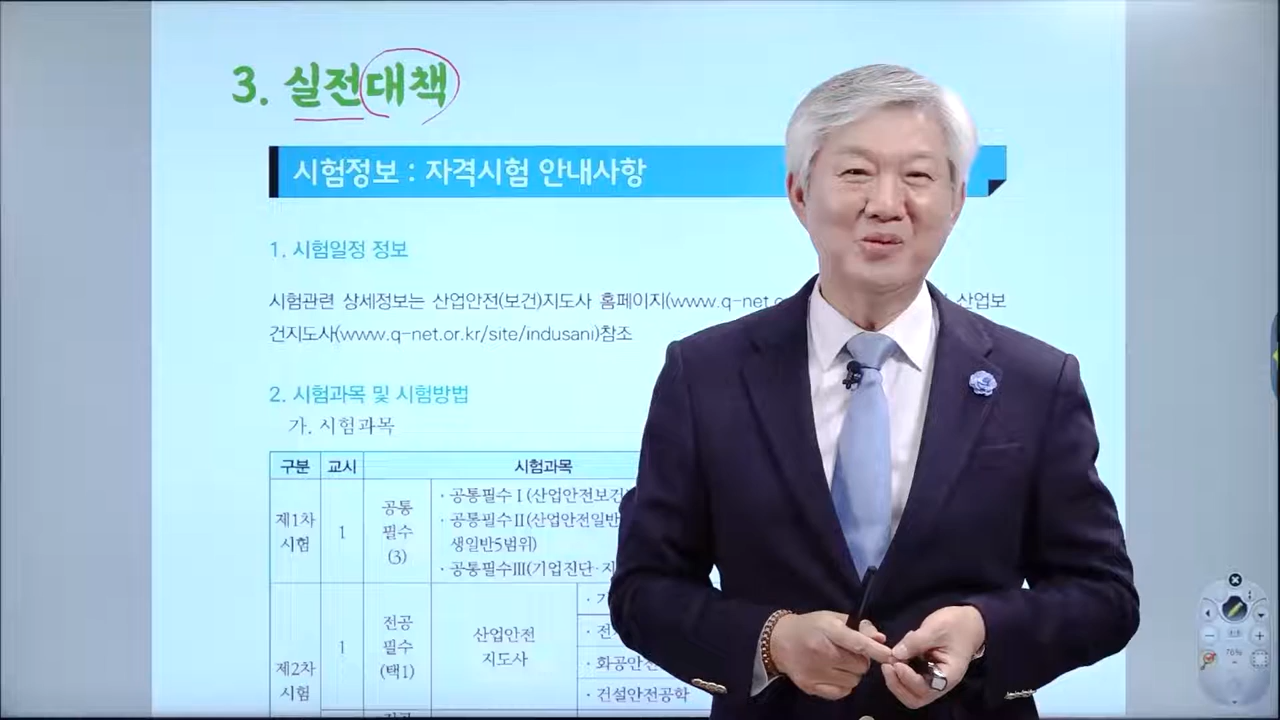 3. 실전대책
시험정보 : 자격시험 안내사항
1. 시험일정 정보
시험관련 상세정보는 산업안전(보건)지도사 홈페이지(www.q-net.o 산업보
건지도사(www.q-net.or.kr/site/indusani)참조
2. 시험과목 및 시험방법
가. 시험과목
구분 교시 시험과목
제1차 시험 1 공통 필수 (3)
· 공통필수Ⅰ(산업안전보건
· 공통필수Ⅱ(산업안전일반
생일반5범위)
· 공통필수Ⅲ(기업진단·지
제2차 시험 1 전공 필수 (택1) 산업안전 지도사
· 기
· 전
· 화공안전
· 건설안전공학
76%